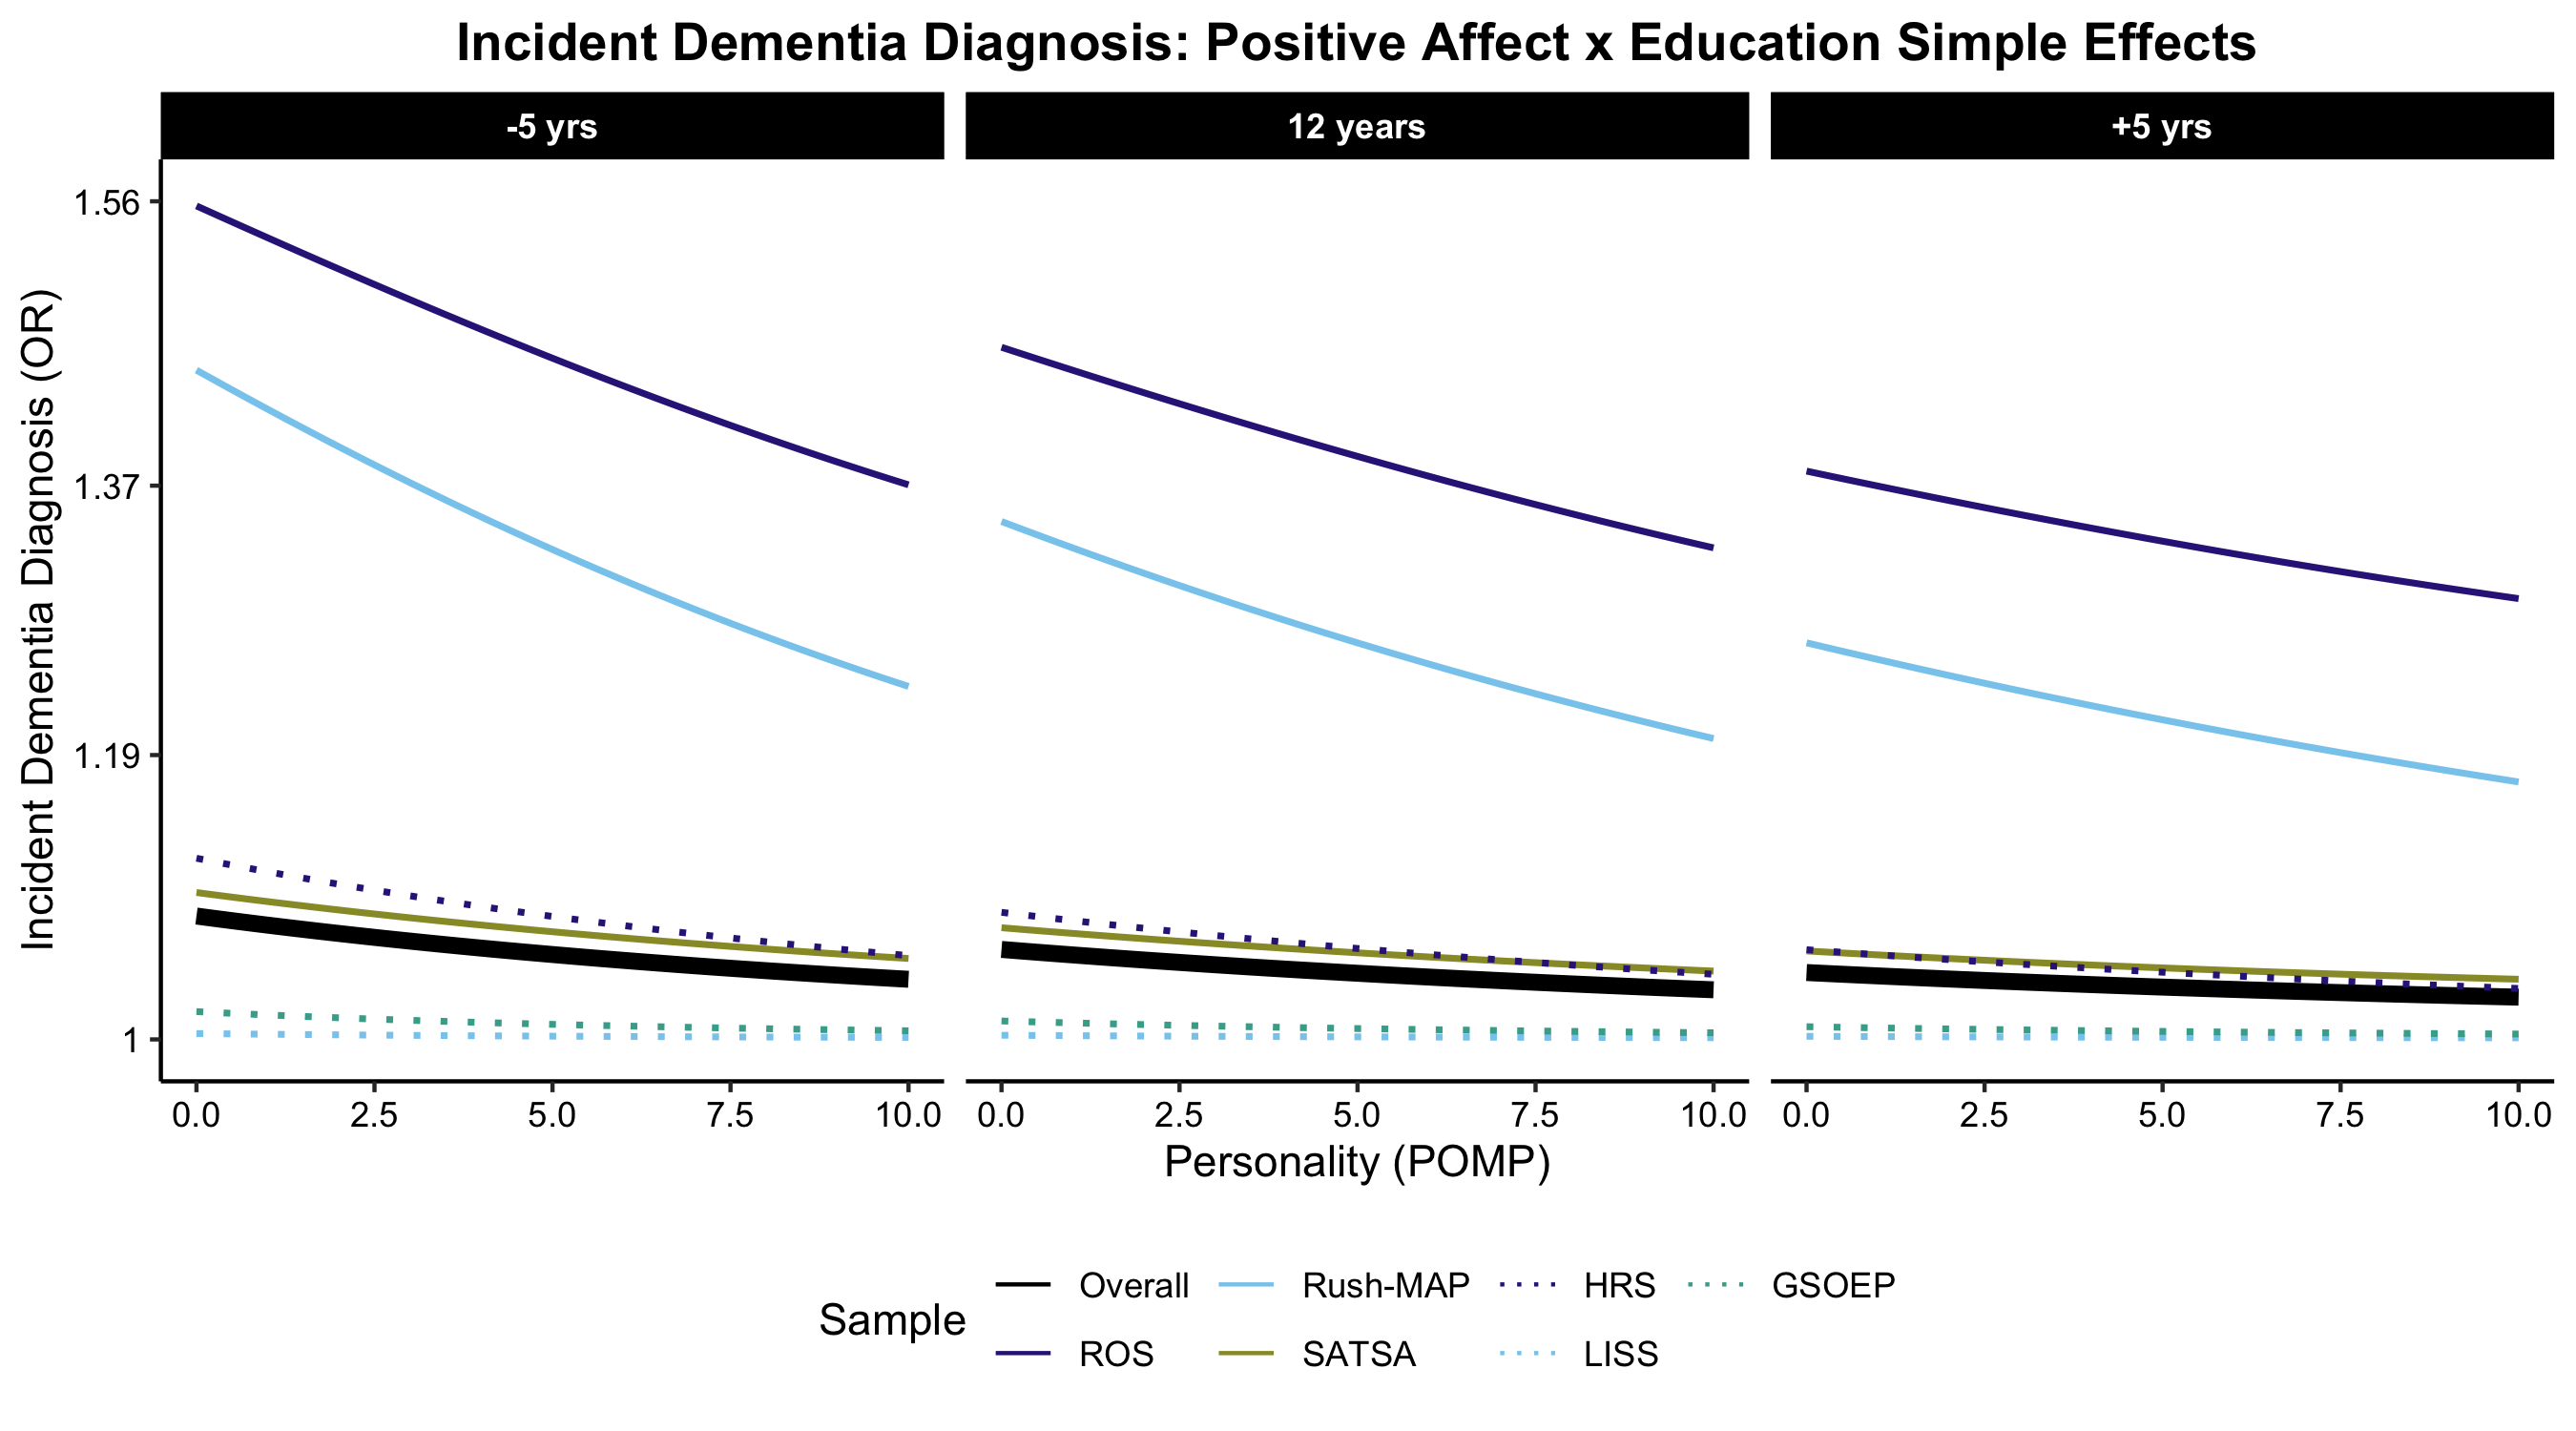 Incident Dementia Diagnosis: Positive Affect x Education Simple Effects
-5 yrs
12 years
+5 yrs
Incident Dementia Diagnosis (OR)
1.56
1.37
1.19
1
0.0 2.5 5.0 7.5 10.0
0.0 2.5 5.0 7.5 10.0
0.0 2.5 5.0 7.5 10.0
Personality (POMP)
Sample
Overall
Rush-MAP
HRS
GSOEP
ROS
SATSA
LISS